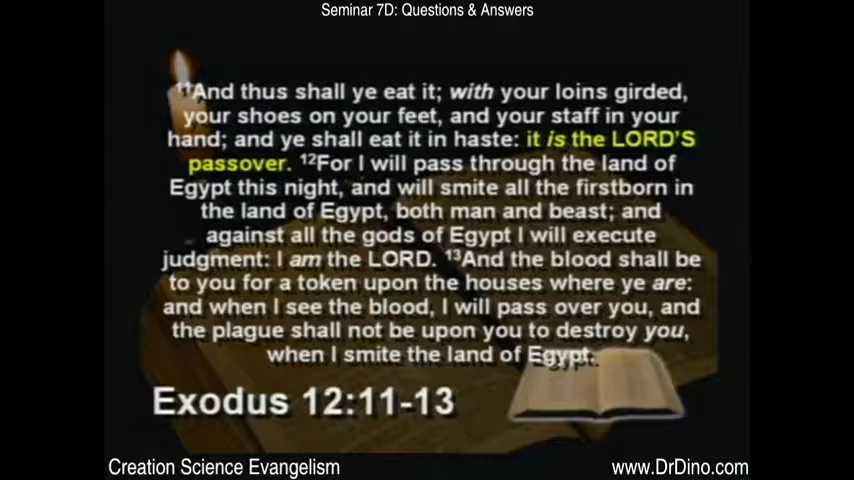 Seminar 7D: Questions & Answers
¹¹And thus shall ye eat it; with your loins girded,
your shoes on your feet, and your staff in your
hand; and ye shall eat it in haste: it is the LORD'S
passover. ¹²For I will pass through the land of
Egypt this night, and will smite all the firstborn in
the land of Egypt, both man and beast; and
against all the gods of Egypt I will execute
judgment: I am the LORD. ¹³And the blood shall be
to you for a token upon the houses where ye are:
and when I see the blood, I will pass over you, and
the plague shall not be upon you to destroy you,
when I smite the land of Egypt.
Exodus 12:11-13
Creation Science Evangelism
www.DrDino.com